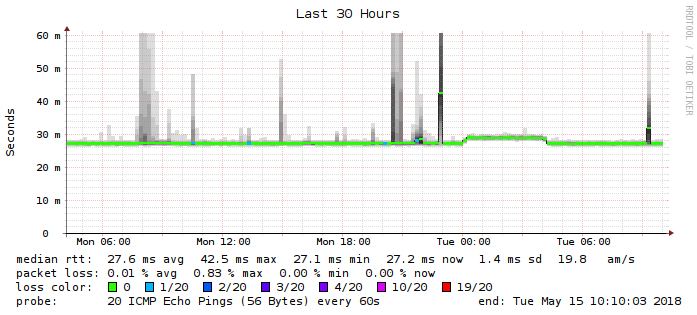 Last 30 Hours
RRDTOOL / TOBI OETIKER
Seconds
60 m
50 m
40 m
30 m
20 m
10 m
0
Mon 06:00 Mon 12:00 Mon 18:00 Tue 00:00 Tue 06:00
median rtt: 27.6 ms avg 42.5 ms max 27.1 ms min 27.2 ms now 1.4 ms sd 19.8 am/s
packet loss: 0.01 % avg 0.83 % max 0.00 % min 0.00 % now
loss color: 0 1/20 2/20 3/20 4/20 10/20 19/20
probe: 20 ICMP Echo Pings (56 Bytes) every 60s end: Tue May 15 10:10:03 2018